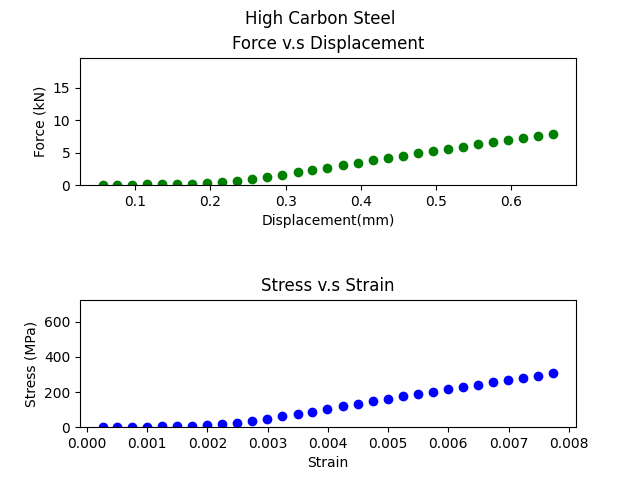 High Carbon Steel
Force v.s Displacement
Force (kN)
15
10
5
0
0.1 0.2 0.3 0.4 0.5 0.6
Displacement(mm)
Stress v.s Strain
Stress (MPa)
600
400
200
0
0.000 0.001 0.002 0.003 0.004 0.005 0.006 0.007 0.008
Strain